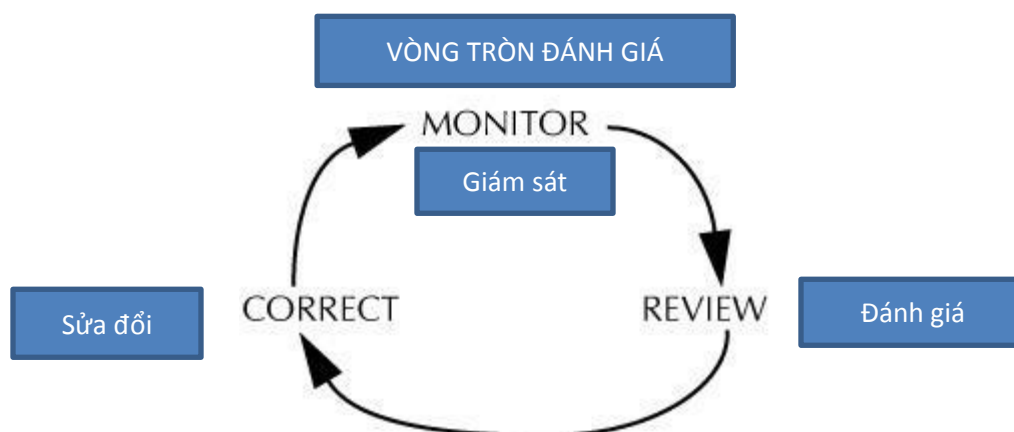 VÒNG TRÒN ĐÁNH GIÁ
MONITOR
Giám sát
Sửa đổi
CORRECT
REVIEW
Đánh giá